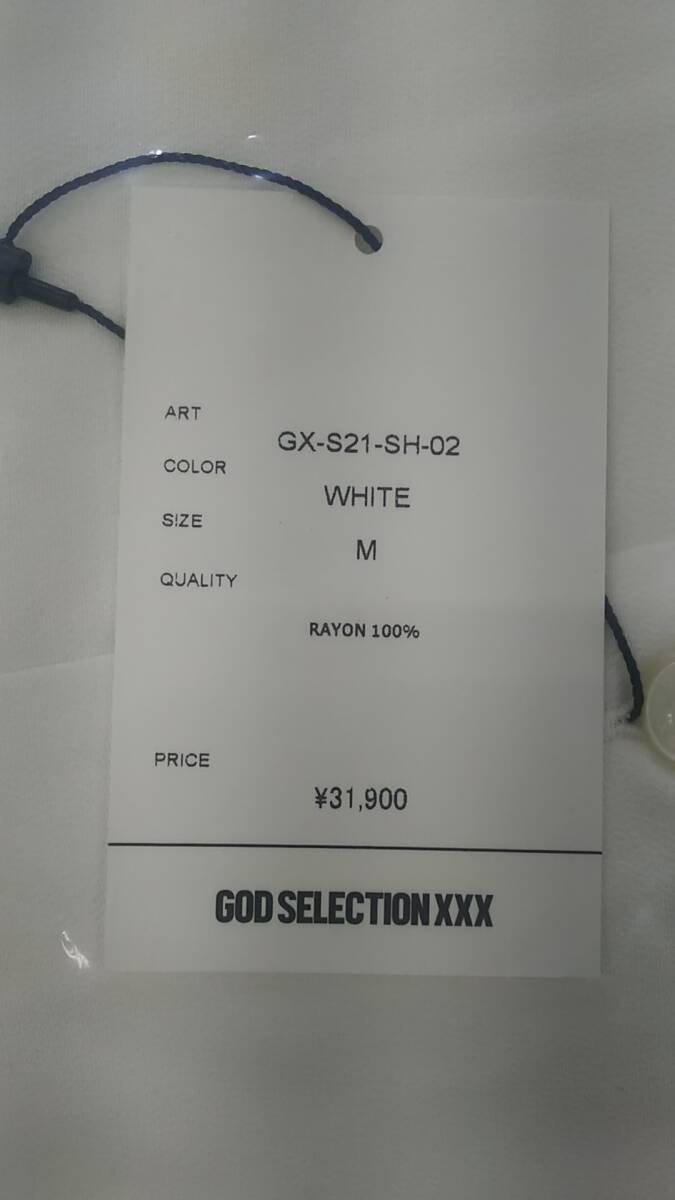 ART
GX-S21-SH-02
COLOR
WHITE
SIZE
M
QUALITY
RAYON 100%
PRICE
¥31,900
GOD SELECTION XXX